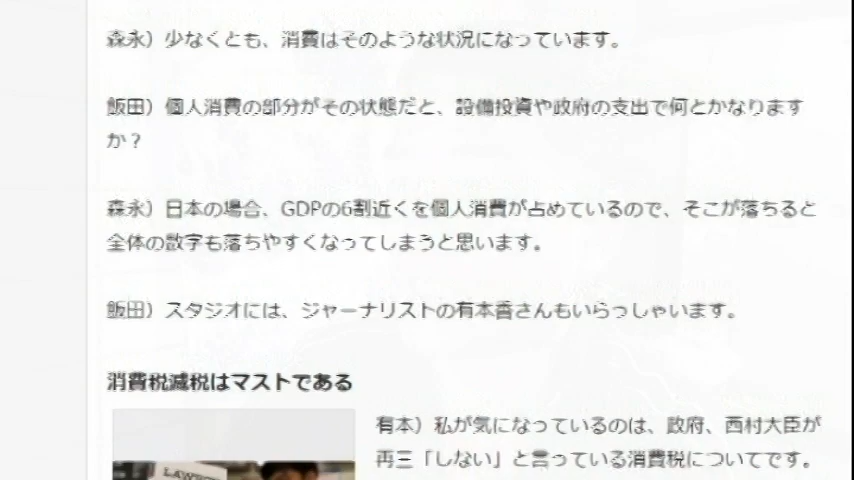 森永）少なくとも、消費はそのような状況になっています。
飯田）個人消費の部分がその状態だと、設備投資や政府の支出で何とかなります
か？
森永）日本の場合、GDPの6割近くを個人消費が占めているので、そこが落ちると
全体の数字も落ちやすくなってしまうと思います。
飯田）スタジオには、ジャーナリストの有本香さんもいらっしゃいます。
消費税減税はマストである
有本）私が気になっているのは、政府、西村大臣が
再三「しない」と言っている消費税についてです。